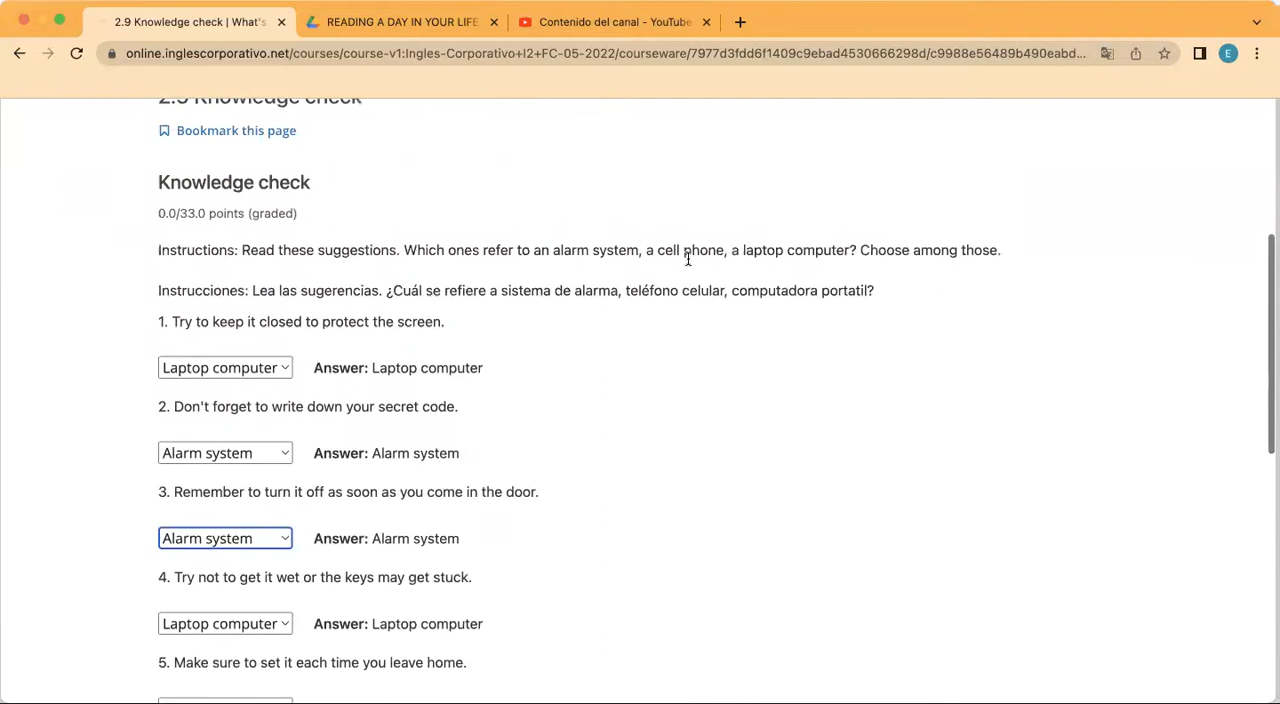 2.9 Knowledge check | What's
READING A DAY IN YOUR LIFE
Contenido del canal - YouTube
online.inglescorporativo.net/courses/course-v1:Ingles-Corporativo+I2+FC-05-2022/courseware/7977d3fdd6f1409c9ebad4530666298d/c9988e56489b490eabd...
E
2.9 Knowledge check
Bookmark this page
Knowledge check
0.0/33.0 points (graded)
Instructions: Read these suggestions. Which ones refer to an alarm system, a cell phone, a laptop computer? Choose among those.
Instrucciones: Lea las sugerencias. ¿Cuál se refiere a sistema de alarma, teléfono celular, computadora portatil?
1. Try to keep it closed to protect the screen.
Laptop computer Answer: Laptop computer
2. Don't forget to write down your secret code.
Alarm system Answer: Alarm system
3. Remember to turn it off as soon as you come in the door.
Alarm system Answer: Alarm system
4. Try not to get it wet or the keys may get stuck.
Laptop computer Answer: Laptop computer
5. Make sure to set it each time you leave home.